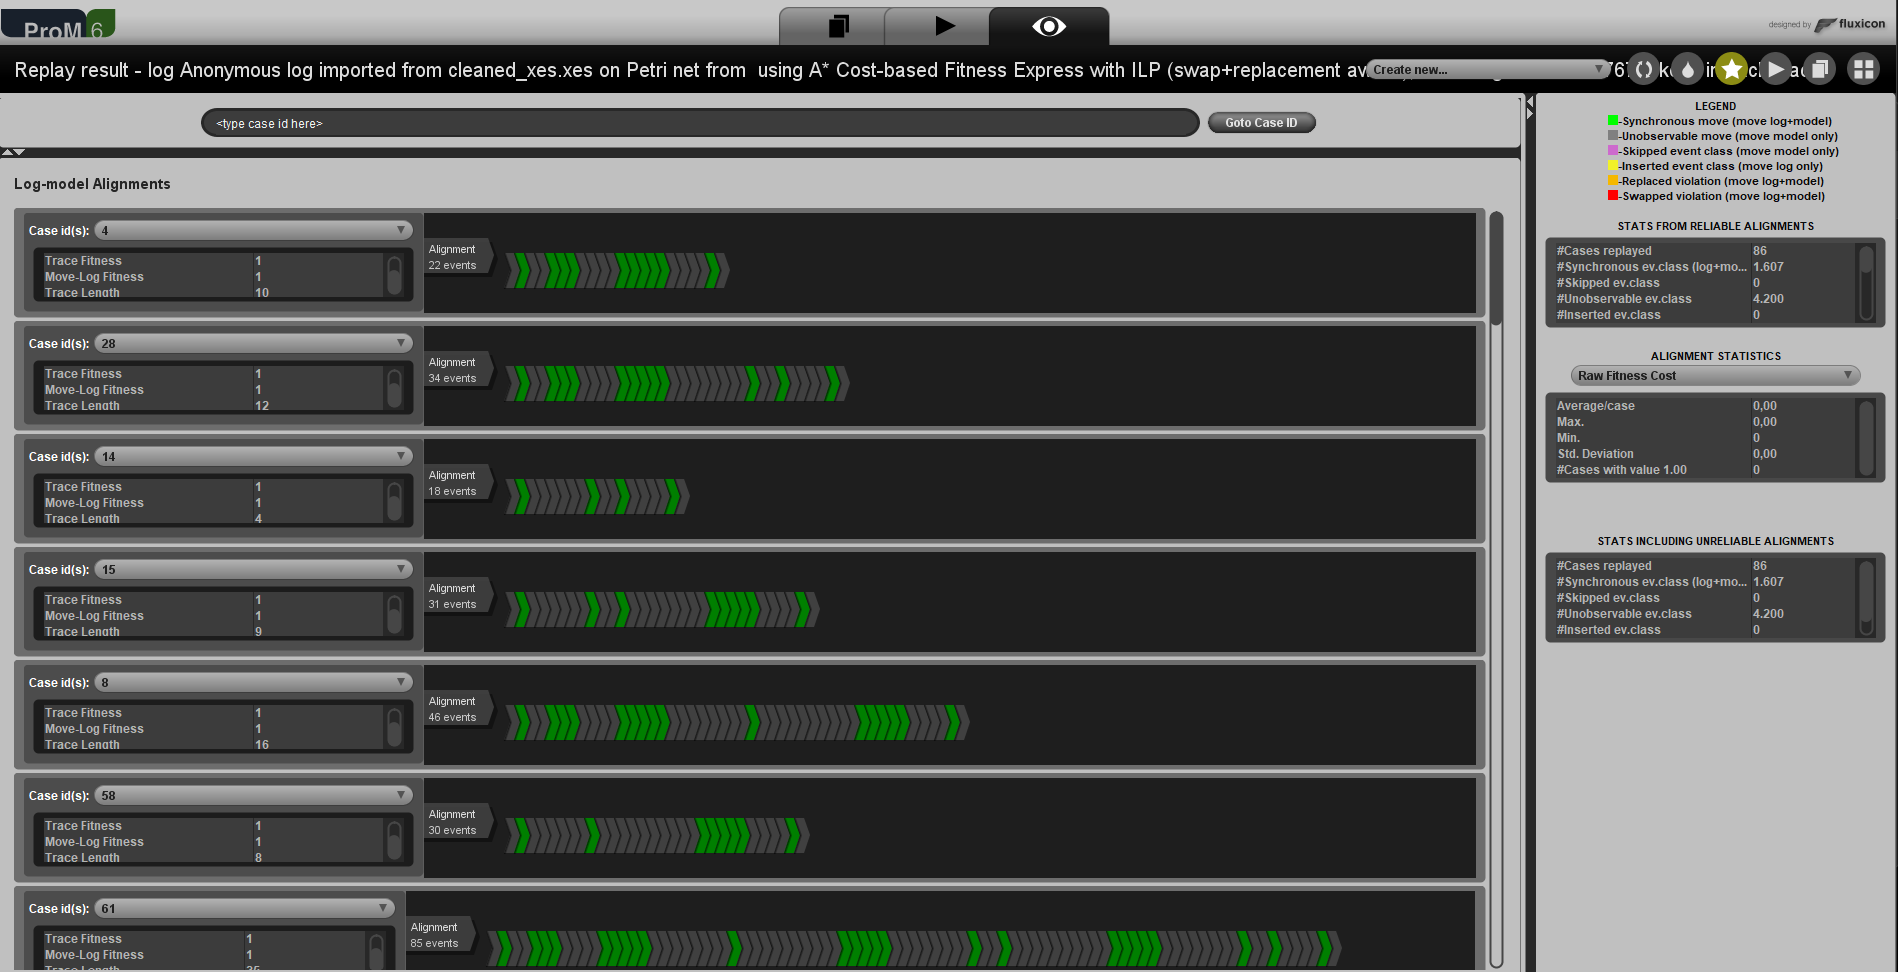 ProM 6
designed by fluxicon
Replay result - log Anonymous log imported from cleaned_xes.xes on Petri net from using A* Cost-based Fitness Express with ILP (swap+replacement
Create new...
<type case id here>
Goto Case ID
Log-model Alignments
Case id(s): 4
Trace Fitness 1
Move-Log Fitness 1
Trace Length 10
Alignment
22 events
Case id(s): 28
Trace Fitness 1
Move-Log Fitness 1
Trace Length 12
Alignment
34 events
Case id(s): 14
Trace Fitness 1
Move-Log Fitness 1
Trace Length 4
Alignment
18 events
Case id(s): 15
Trace Fitness 1
Move-Log Fitness 1
Trace Length 9
Alignment
31 events
Case id(s): 8
Trace Fitness 1
Move-Log Fitness 1
Trace Length 16
Alignment
46 events
Case id(s): 58
Trace Fitness 1
Move-Log Fitness 1
Trace Length 8
Alignment
30 events
Case id(s): 61
Trace Fitness 1
Move-Log Fitness 1
Trace Length
Alignment
85 events
LEGEND
-Synchronous move (move log+model)
-Unobservable move (move model only)
-Skipped event class (move model only)
-Inserted event class (move log only)
-Replaced violation (move log+model)
-Swapped violation (move log+model)
STATS FROM RELIABLE ALIGNMENTS
#Cases replayed 86
#Synchronous ev.class (log+mo... 1.607
#Skipped ev.class 0
#Unobservable ev.class 4.200
#Inserted ev.class 0
ALIGNMENT STATISTICS
Raw Fitness Cost
Average/case 0,00
Max. 0,00
Min. 0
Std. Deviation 0,00
#Cases with value 1.00 0
STATS INCLUDING UNRELIABLE ALIGNMENTS
#Cases replayed 86
#Synchronous ev.class (log+mo... 1.607
#Skipped ev.class 0
#Unobservable ev.class 4.200
#Inserted ev.class 0